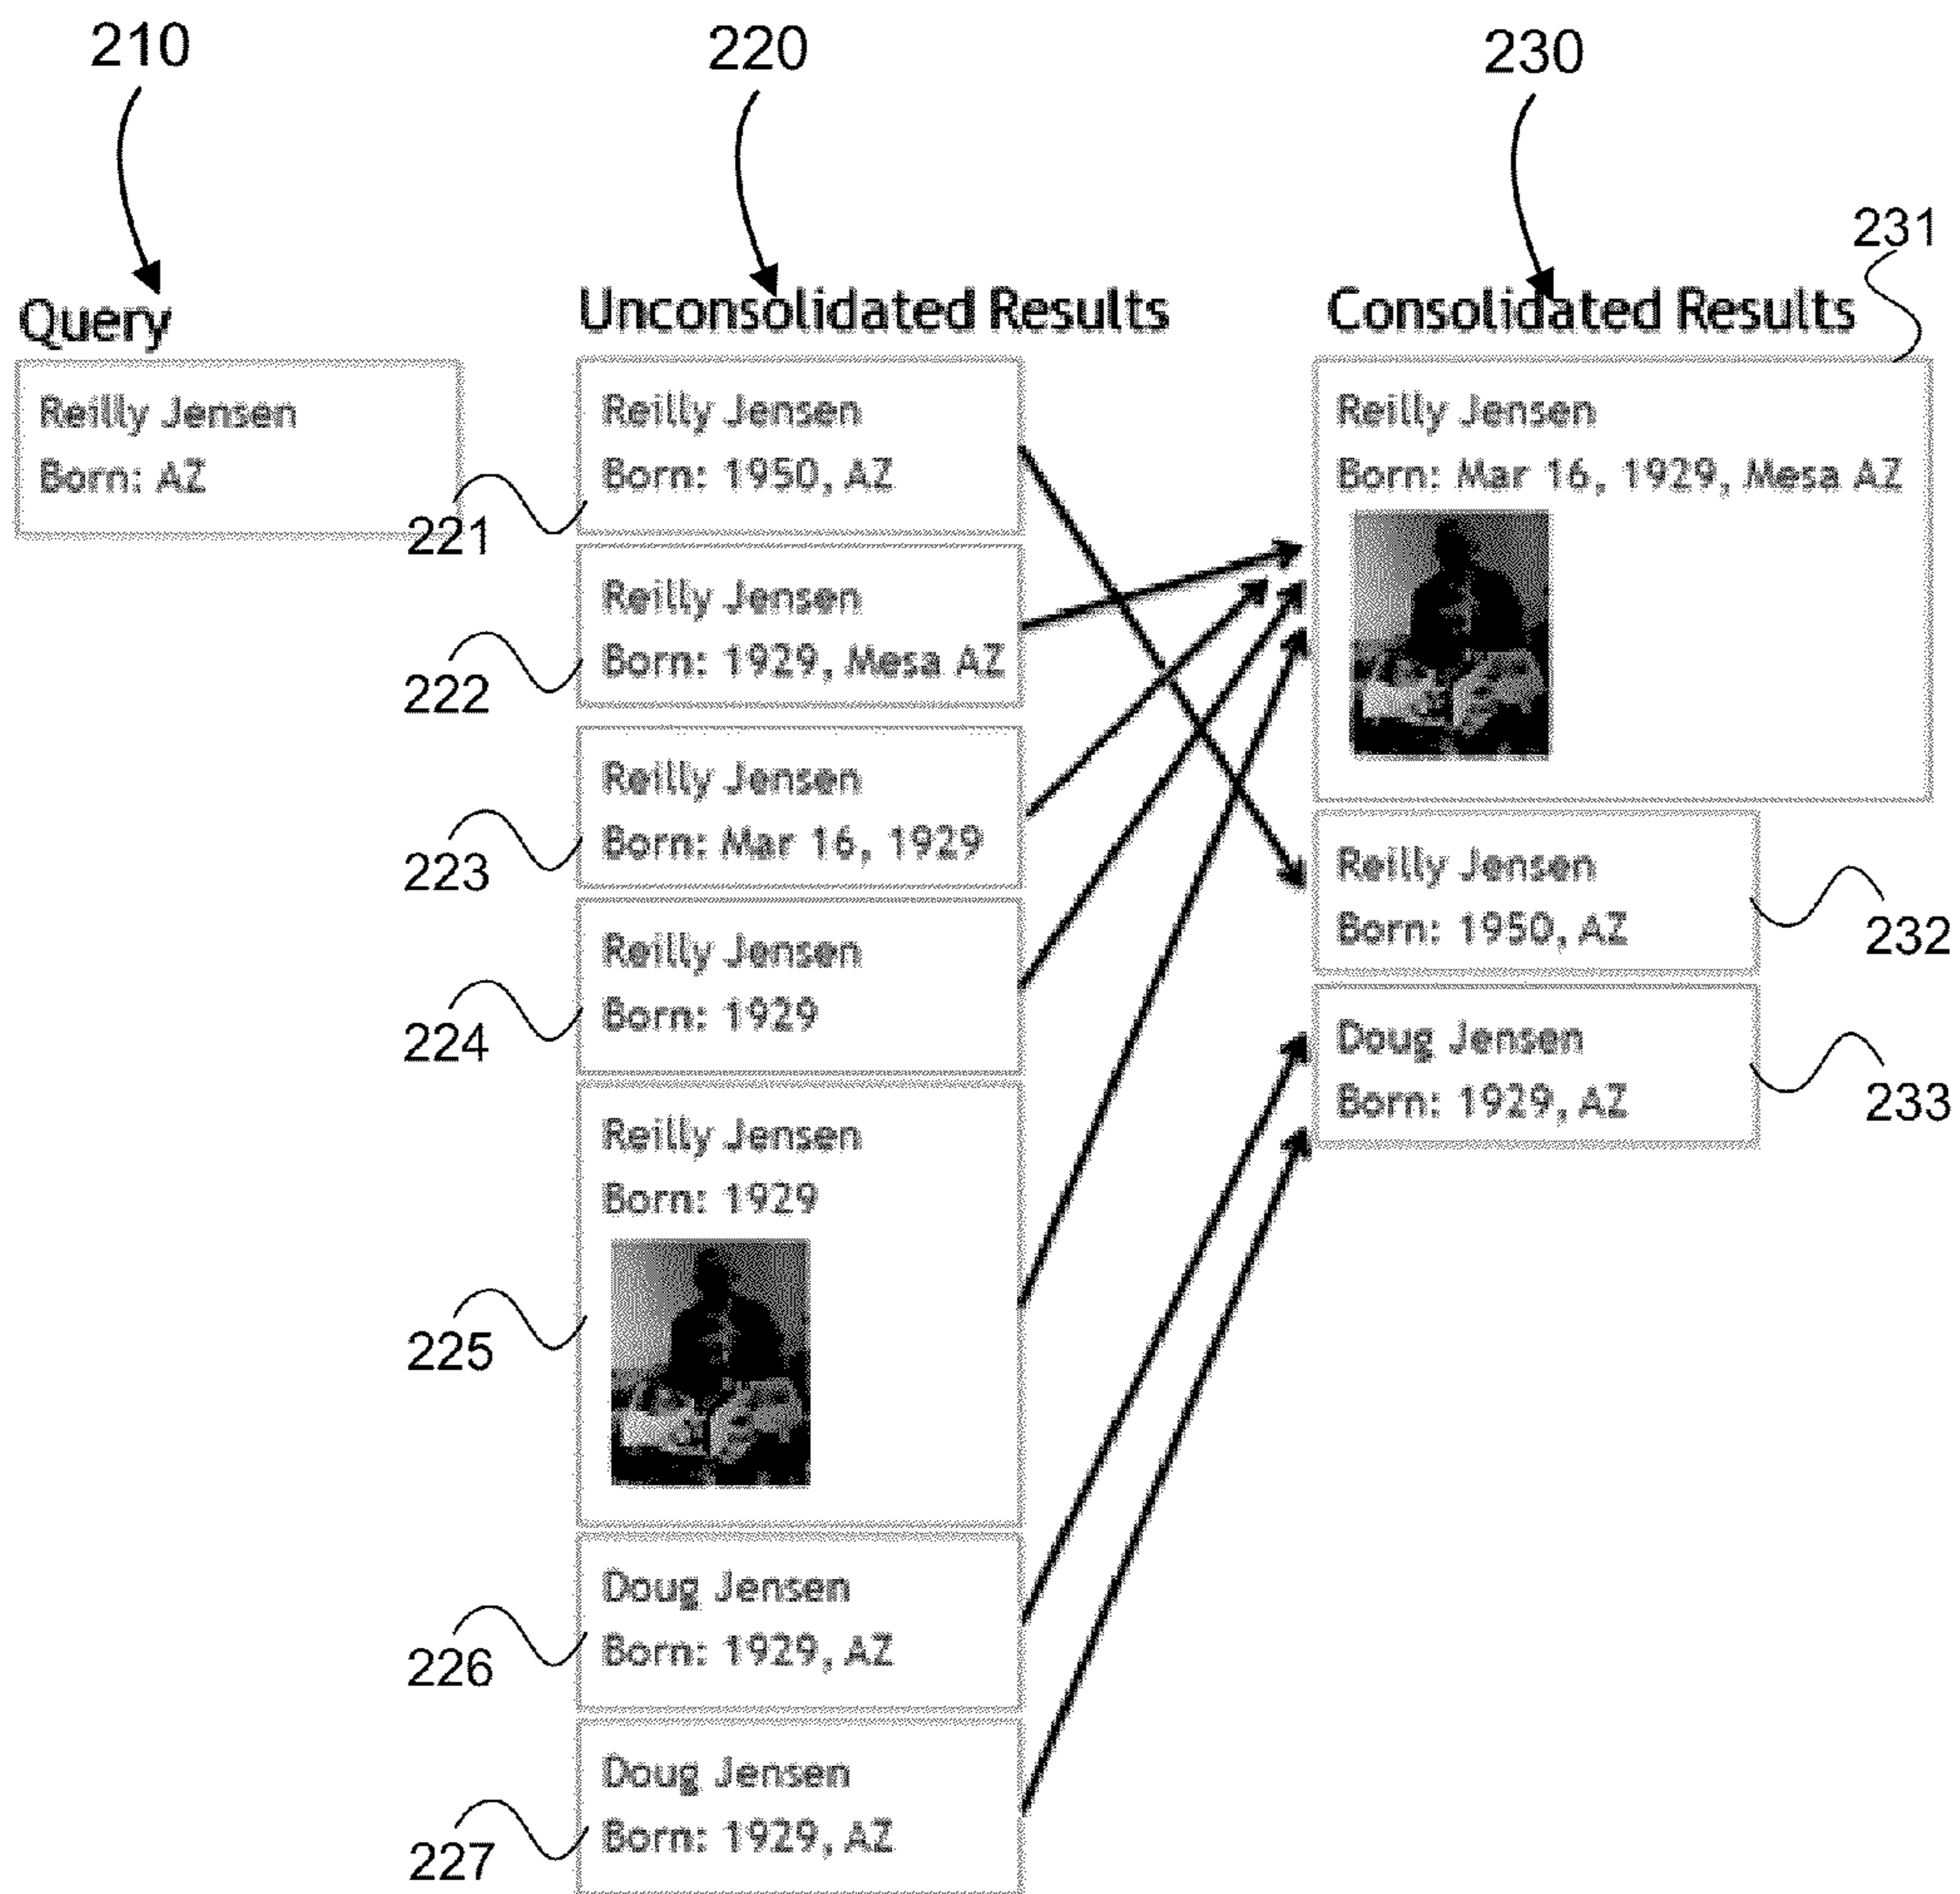 210
220
230
231
Query
Unconsolidated Results
Consolidated Results
Reilly Jensen
Born: AZ
221
Reilly Jensen
Born: 1950, AZ
222
Reilly Jensen
Born: 1929, Mesa AZ
223
Reilly Jensen
Born: Mar 16, 1929
224
Reilly Jensen
Born: 1929
225
Reilly Jensen
Born: 1929
226
Doug Jensen
Born: 1929, AZ
227
Doug Jensen
Born: 1929, AZ
Reilly Jensen
Born: Mar 16, 1929, Mesa AZ
Reilly Jensen
Born: 1950, AZ
232
Doug Jensen
Born: 1929, AZ
233